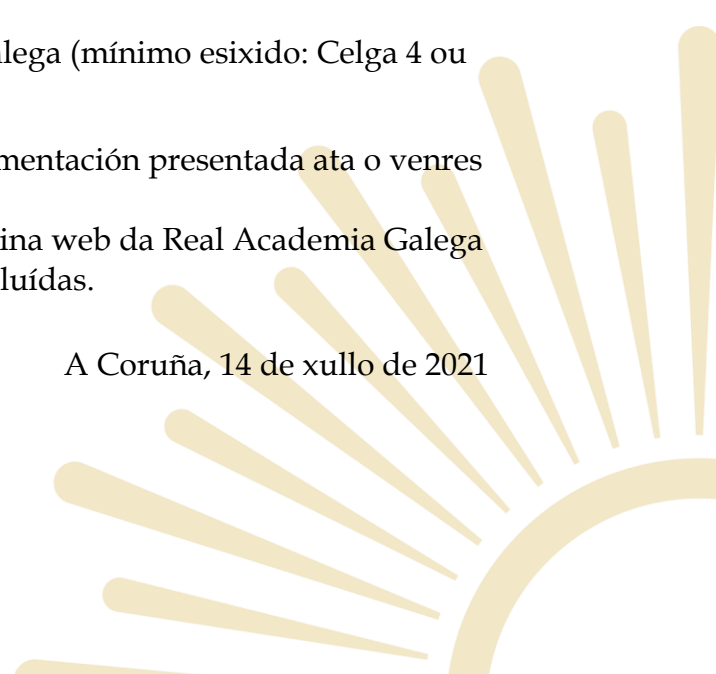 lega (mínimo esixido: Celga 4 ou
mentación presentada ata o venres
ina web da Real Academia Galega
luídas.
A Coruña, 14 de xullo de 2021